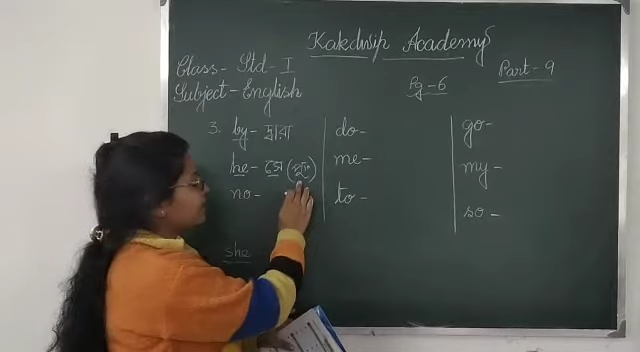 Kakdwip Academy
Class- Std- I
Subject- English
Pg-6
Part-9
3. by- দ্বারা
he- সে (পুং)
no-
she
do-
me-
to-
go-
my-
so-